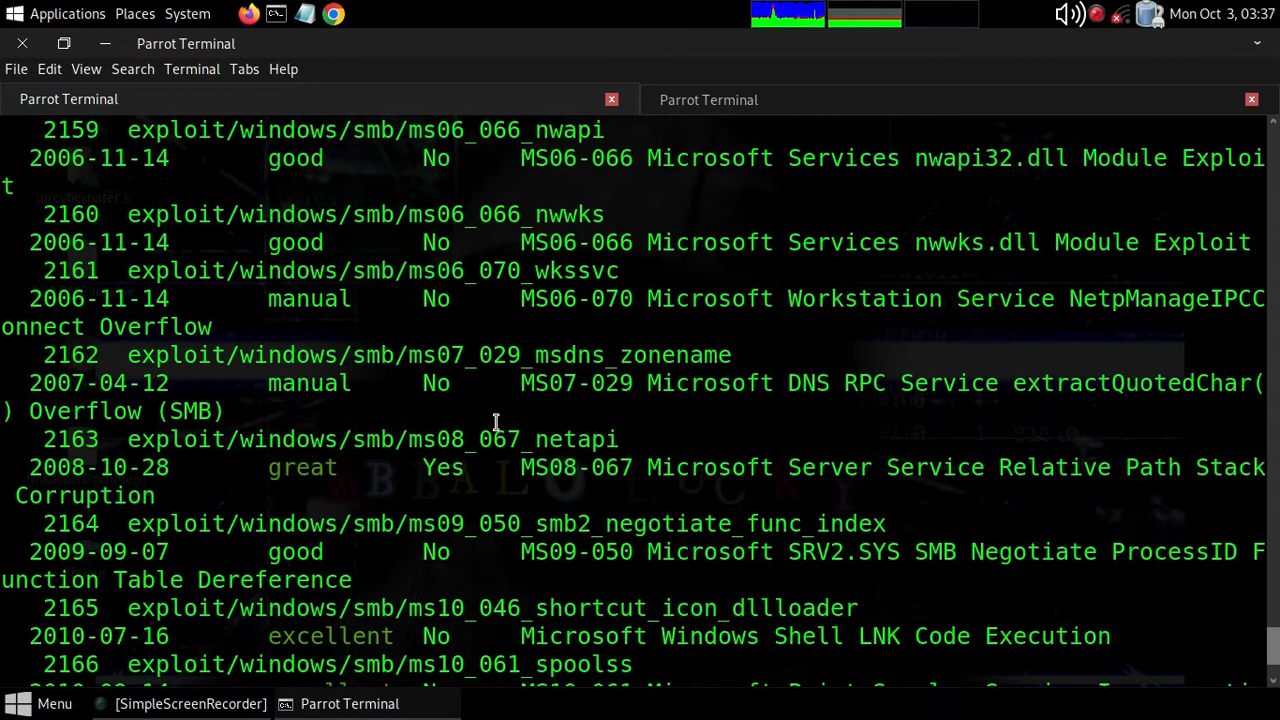 Applications Places System
Mon Oct 3, 03:37
Parrot Terminal
File Edit View Search Terminal Tabs Help
Parrot Terminal
Parrot Terminal
2159 exploit/windows/smb/ms06_066_nwapi
2006-11-14 good No MS06-066 Microsoft Services nwapi32.dll Module Exploi
t
2160 exploit/windows/smb/ms06_066_nwwks
2006-11-14 good No MS06-066 Microsoft Services nwwks.dll Module Exploit
2161 exploit/windows/smb/ms06_070_wkssvc
2006-11-14 manual No MS06-070 Microsoft Workstation Service NetpManageIPCC
onnect Overflow
2162 exploit/windows/smb/ms07_029_msdns_zonename
2007-04-12 manual No MS07-029 Microsoft DNS RPC Service extractQuotedChar(
) Overflow (SMB)
2163 exploit/windows/smb/ms08_067_netapi
2008-10-28 great Yes MS08-067 Microsoft Server Service Relative Path Stack
Corruption
2164 exploit/windows/smb/ms09_050_smb2_negotiate_func_index
2009-09-07 good No MS09-050 Microsoft SRV2.SYS SMB Negotiate ProcessID F
unction Table Dereference
2165 exploit/windows/smb/ms10_046_shortcut_icon_dllloader
2010-07-16 excellent No Microsoft Windows Shell LNK Code Execution
2166 exploit/windows/smb/ms10_061_spoolss
Menu [SimpleScreenRecorder] Parrot Terminal